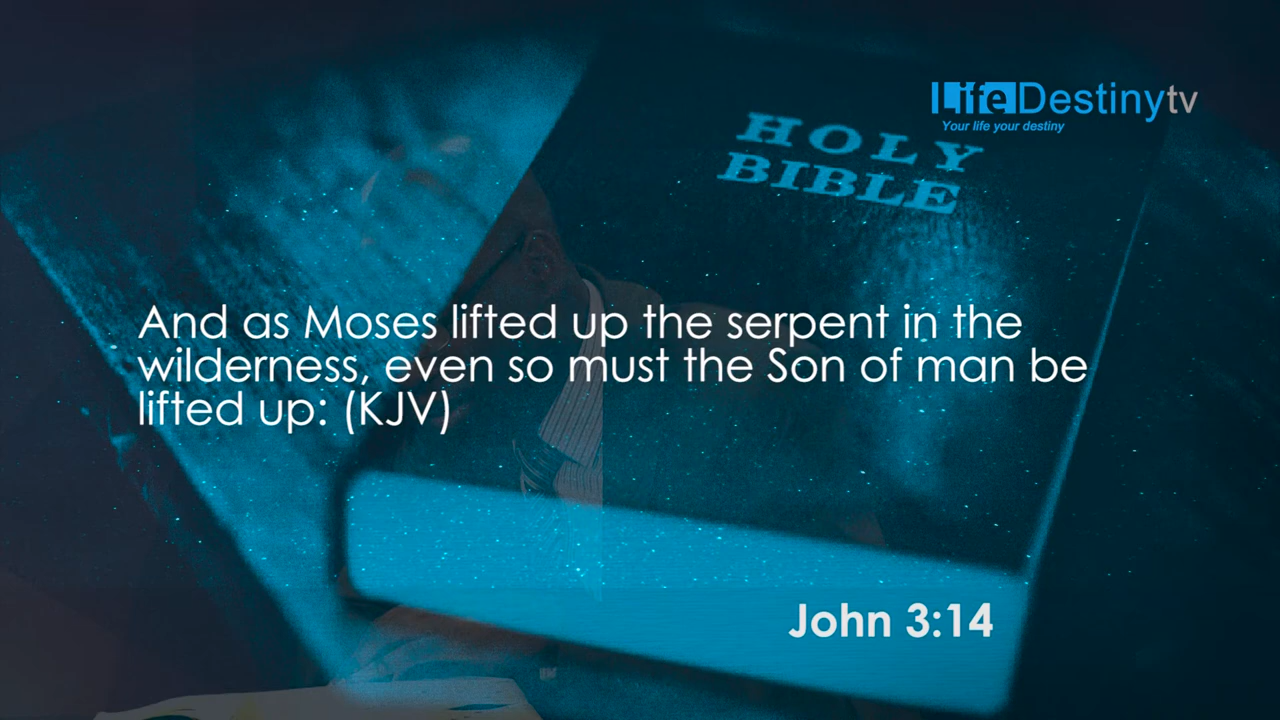 LifeDestinytv
Your life your destiny
HOLY
BIBLE
And as Moses lifted up the serpent in the
wilderness, even so must the Son of man be
lifted up: (KJV)
John 3:14